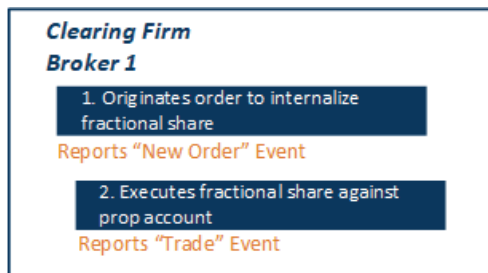 Clearing Firm
Broker 1
1. Originates order to internalize
fractional share
Reports “New Order” Event
2. Executes fractional share against
prop account
Reports “Trade” Event